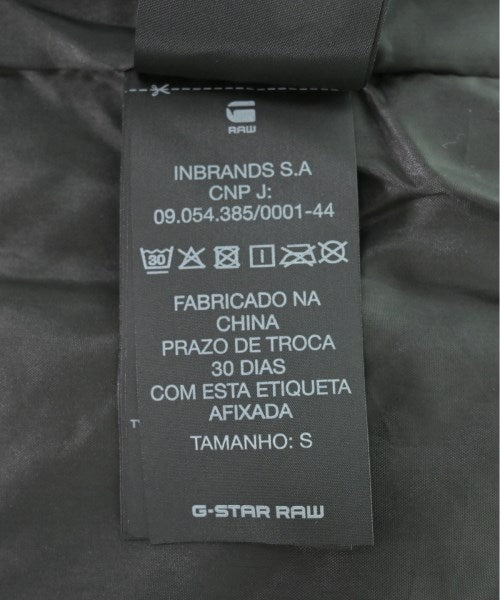 RAW
INBRANDS S.A
CNP J:
09.054.385/0001-44
30
FABRICADO NA
CHINA
PRAZO DE TROCA
30 DIAS
COM ESTA ETIQUETA
AFIXADA
TAMANHO: S
G-STAR RAW